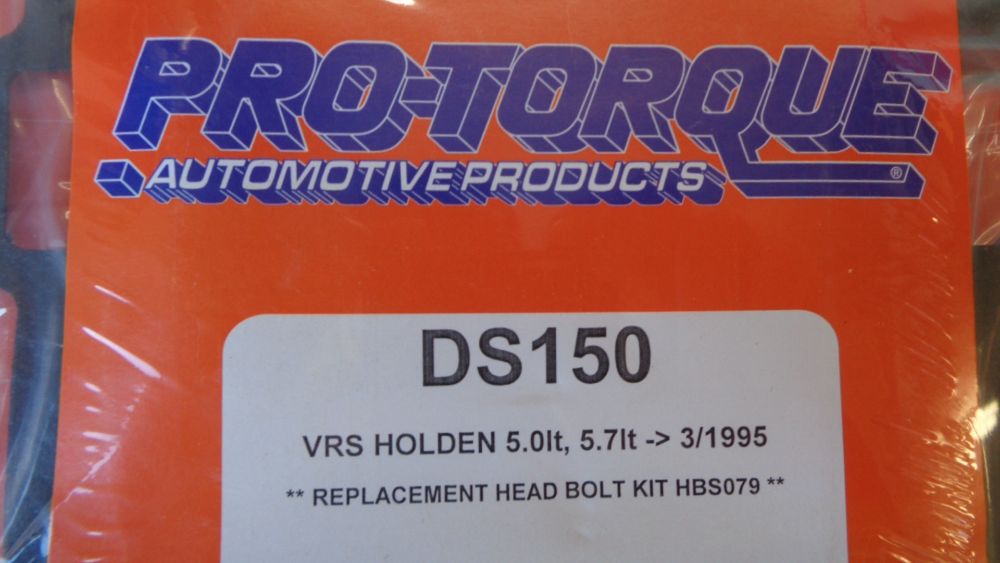 PRO-TORQUE
AUTOMOTIVE PRODUCTS ®
DS150
VRS HOLDEN 5.0lt, 5.7lt -> 3/1995
** REPLACEMENT HEAD BOLT KIT HBS079 **